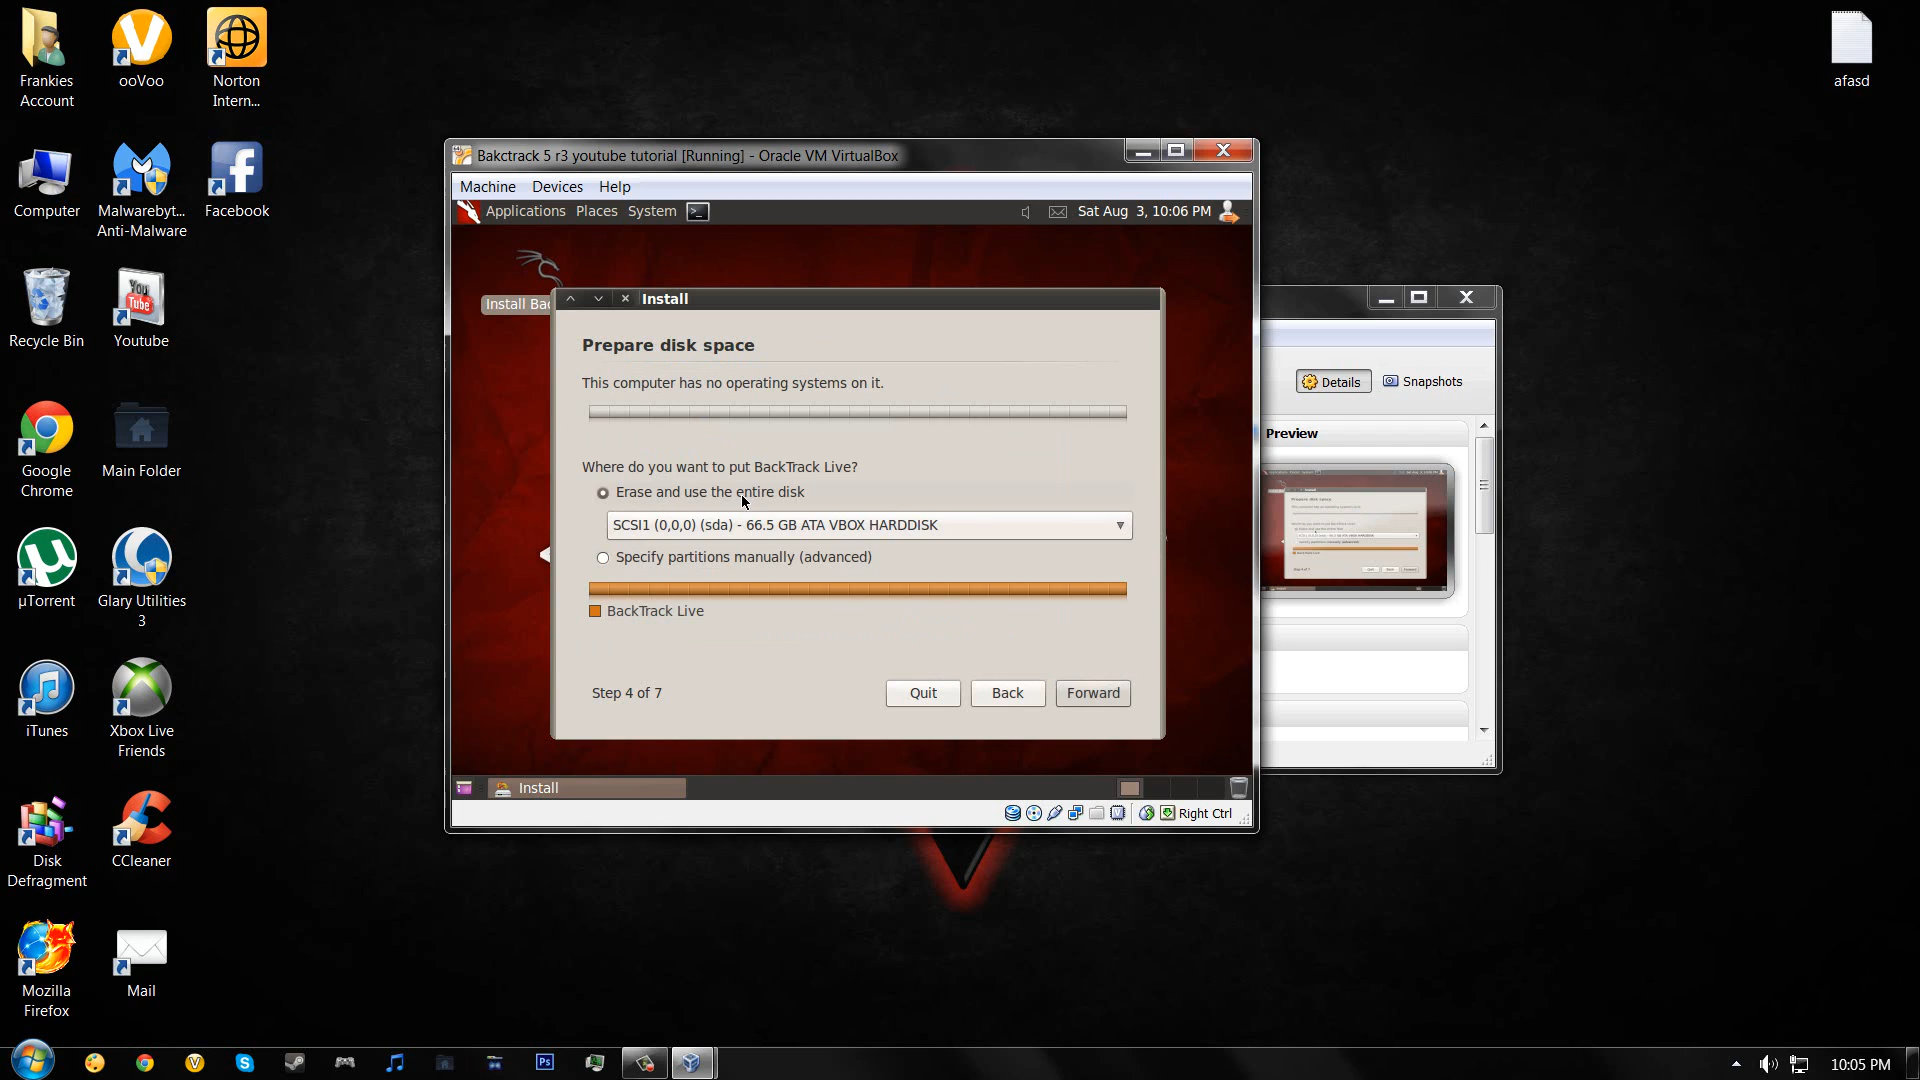 Frankies
Account
ooVoo
Norton
Intern...
afasd
Computer
Malwarebyt...
Anti-Malware
Facebook
Recycle Bin
You
Tube
Youtube
Google
Chrome
Main Folder
µTorrent
Glary Utilities
3
iTunes
Xbox Live
Friends
Disk
Defragment
CCleaner
Mozilla
Firefox
Mail
Bakctrack 5 r3 youtube tutorial [Running] - Oracle VM VirtualBox
Machine Devices Help
Applications Places System
Sat Aug 3, 10:06 PM
Install Bac
Install
Prepare disk space
This computer has no operating systems on it.
Where do you want to put BackTrack Live?
Erase and use the entire disk
SCSI1 (0,0,0) (sda) - 66.5 GB ATA VBOX HARDDISK
Specify partitions manually (advanced)
BackTrack Live
Step 4 of 7
Quit
Back
Forward
Install
Right Ctrl
Details
Snapshots
Preview
Ps
10:05 PM